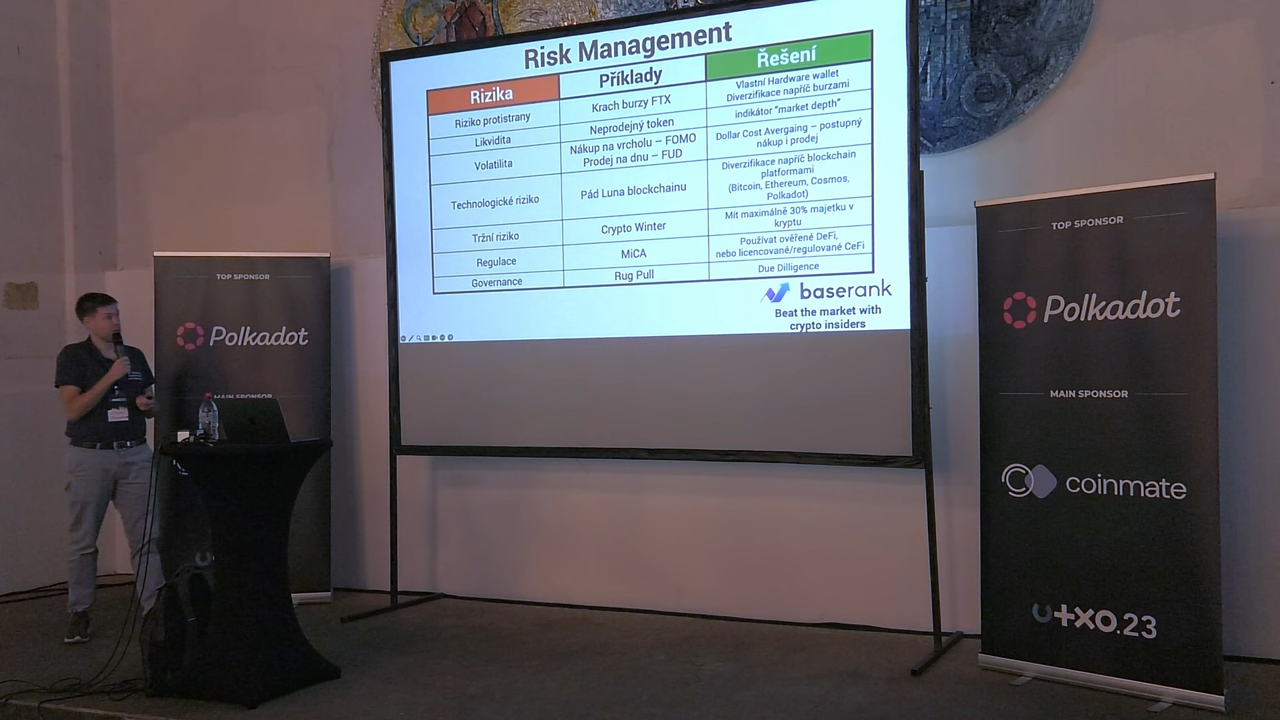 Risk Management
Rizika
Příklady
Řešení
Riziko protistrany
Krach burzy FTX
Vlastní Hardware wallet
Diverzifikace napříč burzami
Likvidita
Neprodejný token
indikátor “market depth”
Volatilita
Nákup na vrcholu – FOMO
Prodej na dnu – FUD
Dollar Cost Avergaing – postupný
nákup i prodej
Technologické riziko
Pád Luna blockchainu
Diverzifikace napříč blockchain
platformami
(Bitcoin, Ethereum, Cosmos,
Polkadot)
Tržní riziko
Crypto Winter
Mít maximálně 30% majetku v
kryptu
Regulace
MiCA
Používat ověřené DeFi,
nebo licencované/regulované CeFi
Governance
Rug Pull
Due Dilligence
baserank
Beat the market with
crypto insiders
TOP SPONSOR
Polkadot
MAIN SPONSOR
TOP SPONSOR
Polkadot
MAIN SPONSOR
coinmate
utxo.23